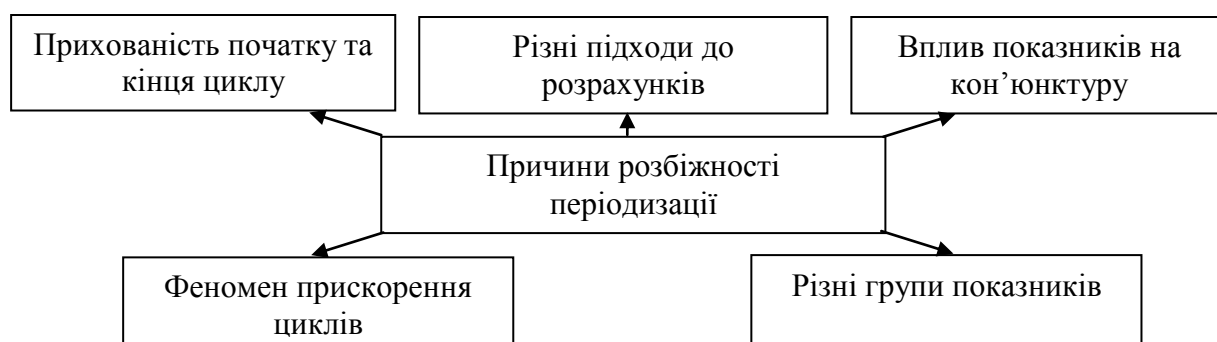 Прихованість початку та
кінця циклу
Різні підходи до
розрахунків
Вплив показників на
кон’юнктуру
Причини розбіжності
періодизації
Феномен прискорення
циклів
Різні групи показників